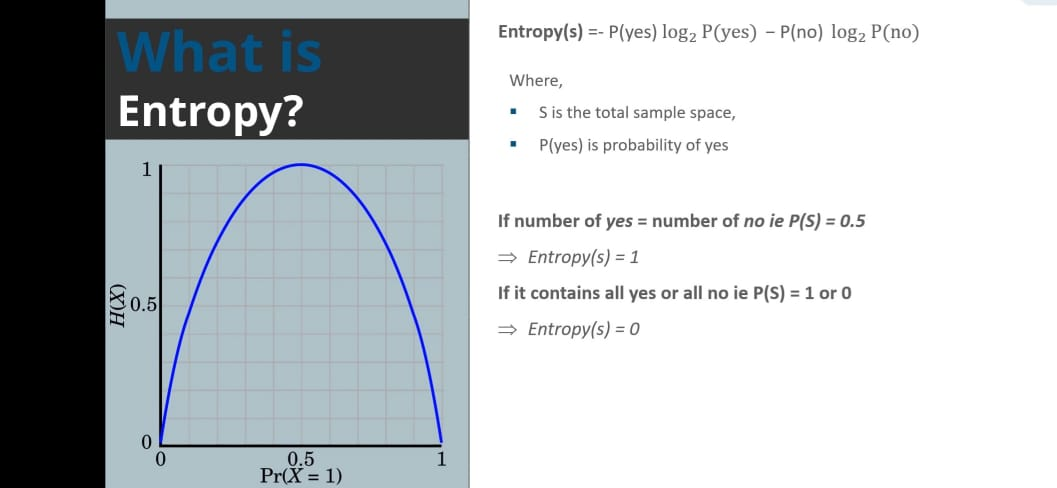 What is
Entropy?
1
H(X)
0.5
0
0
0.5
1
Pr(X = 1)
Entropy(s) =- P(yes) log₂ P(yes) − P(no) log₂ P(no)
Where,
▪ S is the total sample space,
▪ P(yes) is probability of yes
If number of yes = number of no ie P(S) = 0.5
⇒ Entropy(s) = 1
If it contains all yes or all no ie P(S) = 1 or 0
⇒ Entropy(s) = 0